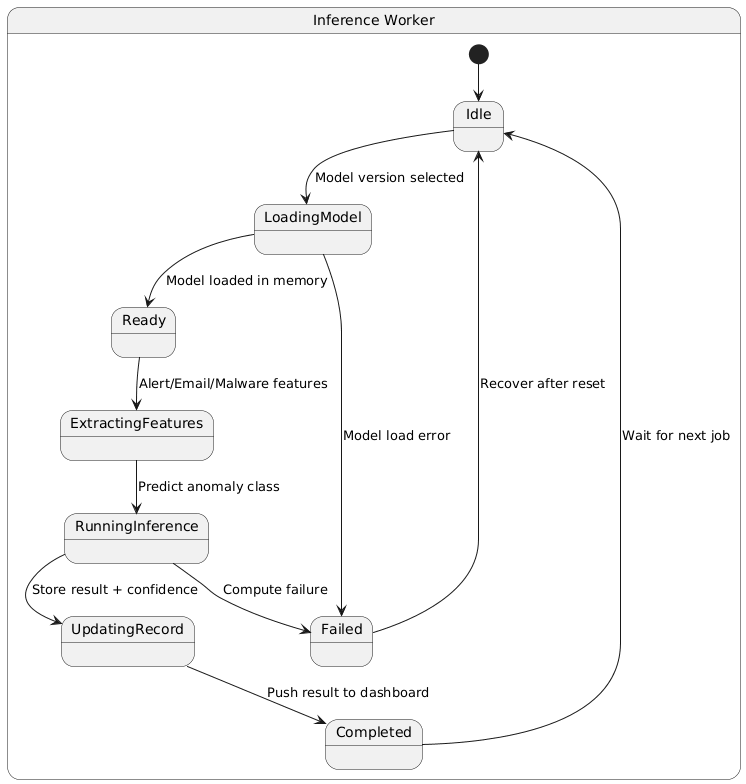 Inference Worker
Idle
Model version selected
LoadingModel
Model loaded in memory
Ready
Alert/Email/Malware features
Recover after reset
ExtractingFeatures
Model load error
Wait for next job
Predict anomaly class
RunningInference
Store result + confidence
Compute failure
UpdatingRecord
Failed
Push result to dashboard
Completed